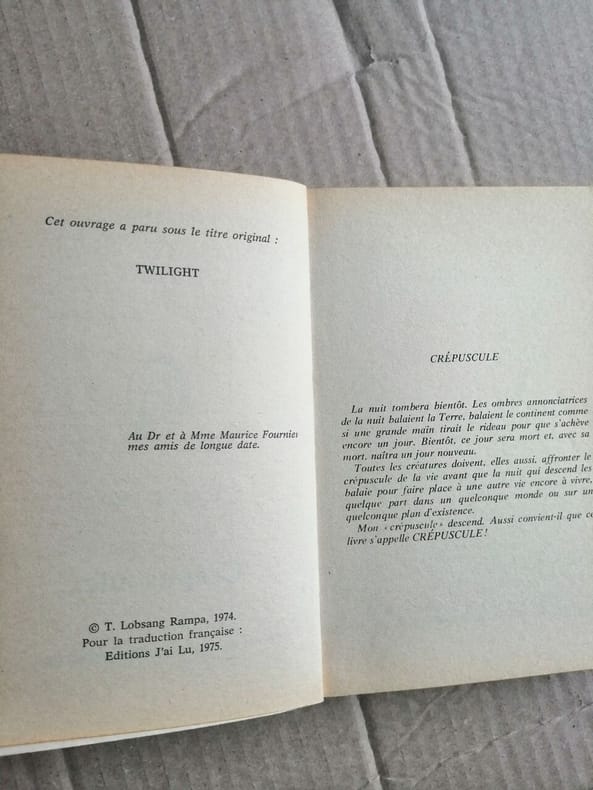 Cet ouvrage a paru sous le titre original :
TWILIGHT
Au Dr et à Mme Maurice Fournier
mes amis de longue date.
© T. Lobsang Rampa, 1974.
Pour la traduction française :
Editions J'ai Lu, 1975.
CRÉPUSCULE
La nuit tombera bientôt. Les ombres annonciatrices
de la nuit balaient la Terre, balaient le continent comme
si une grande main tirait le rideau pour que s'achève
encore un jour. Bientôt, ce jour sera mort et, avec sa
mort, naîtra un jour nouveau.
Toutes les créatures doivent, elles aussi, affronter le
crépuscule de la vie avant que la nuit qui descend les
balaie pour faire place à une autre vie encore à vivre,
quelque part dans un quelconque monde ou sur un
quelconque plan d'existence.
Mon « crépuscule » descend. Aussi convient-il que ce
livre s'appelle CRÉPUSCULE !